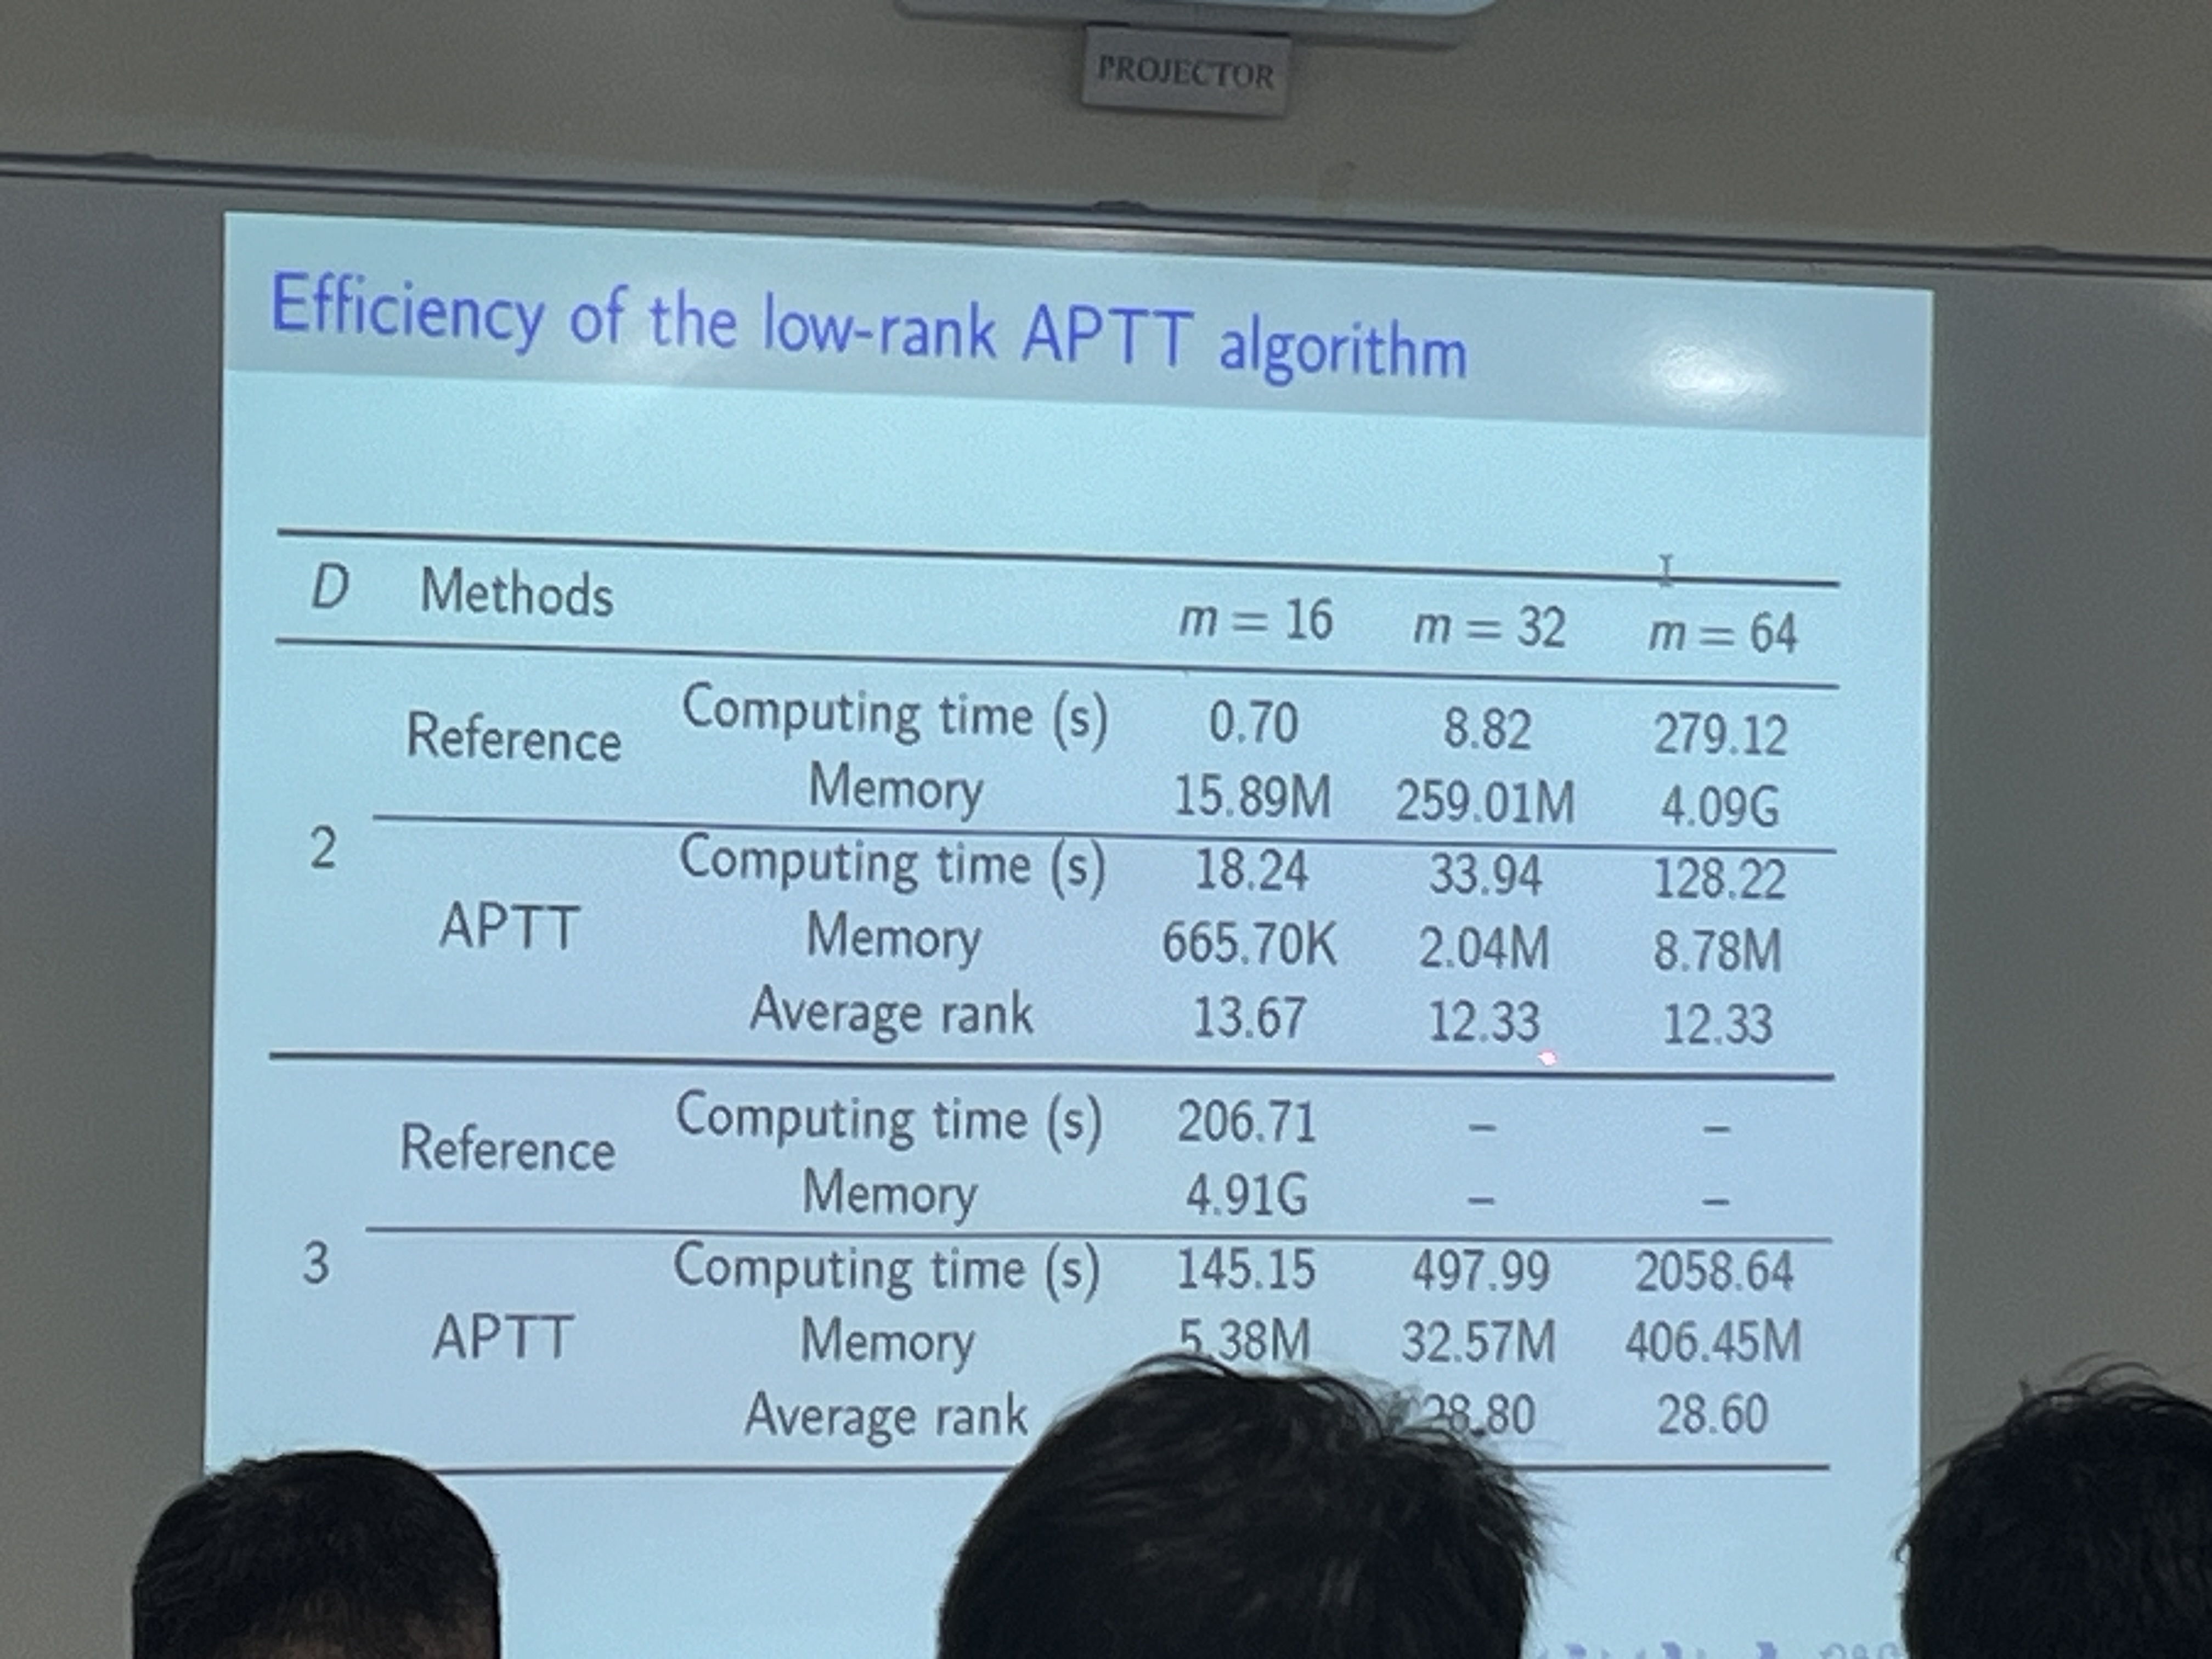 PROJECTOR
Efficiency of the low-rank APTT algorithm
D Methods m = 16 m = 32 m = 64
2
Reference
Computing time (s) 0.70 8.82 279.12
Memory 15.89M 259.01M 4.09G
APTT
Computing time (s) 18.24 33.94 128.22
Memory 665.70K 2.04M 8.78M
Average rank 13.67 12.33 12.33
3
Reference
Computing time (s) 206.71 – –
Memory 4.91G – –
APTT
Computing time (s) 145.15 497.99 2058.64
Memory 5.38M 32.57M 406.45M
Average rank 28.80 28.60